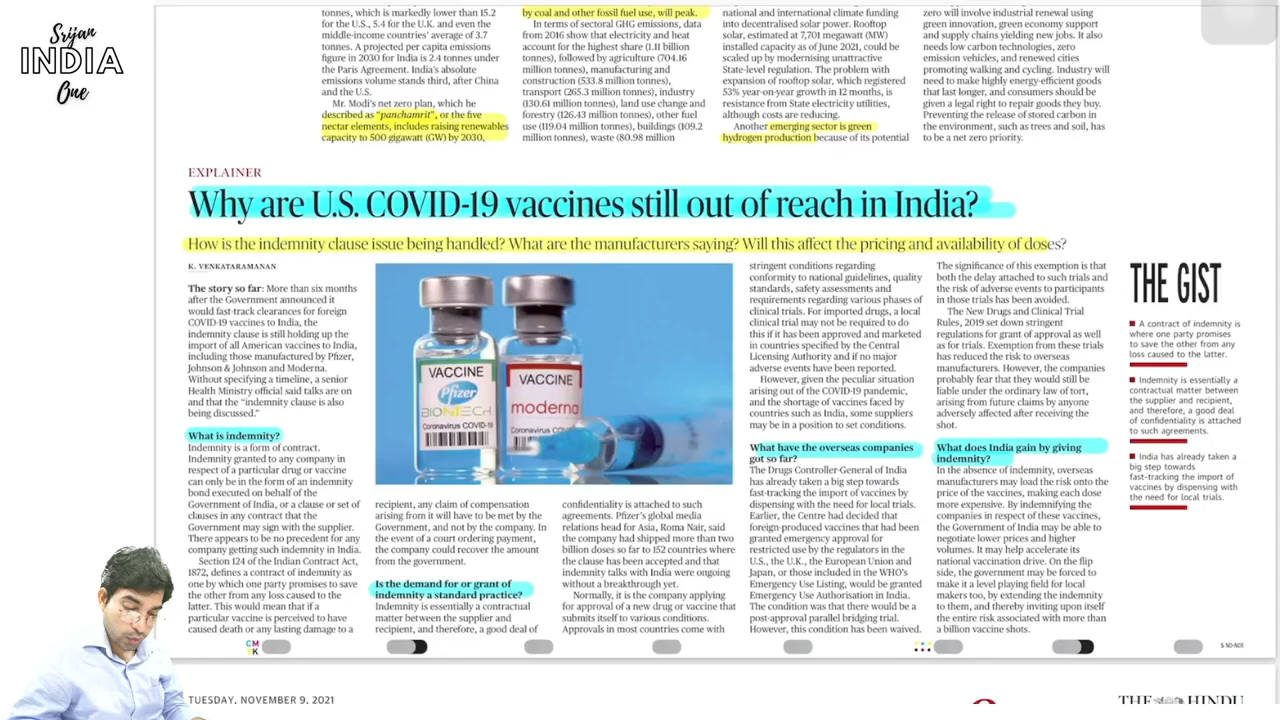 Srijan
INDIA
One
tonnes, which is markedly lower than 15.2
for the U.S., 5.4 for the U.K. and even the
middle-income countries' average of 3.7
tonnes. A projected per capita emissions
figure in 2030 for India is 2.4 tonnes under
the Paris Agreement. India's absolute
emissions volume stands third, after China
and the U.S.
Mr. Modi's net zero plan, which he
described as "panchamrit", or the five
nectar elements, includes raising renewables
capacity to 500 gigawatt (GW) by 2030,
by coal and other fossil fuel use, will peak.
In terms of sectoral GHG emissions, data
from 2016 show that electricity and heat
account for the highest share (1.11 billion
tonnes), followed by agriculture (704.16
million tonnes), manufacturing and
construction (533.8 million tonnes),
transport (265.3 million tonnes), industry
(130.61 million tonnes), land use change and
forestry (126.43 million tonnes), other fuel
use (119.04 million tonnes), buildings (109.2
million tonnes), waste (80.98 million
national and international climate funding
into decentralised solar power. Rooftop
solar, estimated at 7,701 megawatt (MW)
installed capacity as of June 2021, could be
scaled up by modernising unattractive
State-level regulation. The problem with
expansion of rooftop solar, which registered
53% year-on-year growth in 12 months, is
resistance from State electricity utilities,
although costs are reducing.
Another emerging sector is green
hydrogen production because of its potential
zero will involve industrial renewal using
green innovation, green economy support
and supply chains yielding new jobs. It also
needs low carbon technologies, zero
emission vehicles, and renewed cities
promoting walking and cycling. Industry will
need to make highly energy-efficient goods
that last longer, and consumers should be
given a legal right to repair goods they buy.
Preventing the release of stored carbon in
the environment, such as trees and soil, has
to be a net zero priority.
EXPLAINER
Why are U.S. COVID-19 vaccines still out of reach in India?
How is the indemnity clause issue being handled? What are the manufacturers saying? Will this affect the pricing and availability of doses?
K. VENKATARAMANAN
The story so far: More than six months
after the Government announced it
would fast-track clearances for foreign
COVID-19 vaccines to India, the
indemnity clause is still holding up the
import of all American vaccines to India,
including those manufactured by Pfizer,
Johnson & Johnson and Moderna.
Without specifying a timeline, a senior
Health Ministry official said talks are on
and that the "indemnity clause is also
being discussed."
What is indemnity?
Indemnity is a form of contract.
Indemnity granted to any company in
respect of a particular drug or vaccine
can only be in the form of an indemnity
bond executed on behalf of the
Government of India, or a clause or set of
clauses in any contract that the
Government may sign with the supplier.
There appears to be no precedent for any
company getting such indemnity in India.
Section 124 of the Indian Contract Act,
1872, defines a contract of indemnity as
one by which one party promises to save
the other from any loss caused to the
latter. This would mean that if a
particular vaccine is perceived to have
caused death or any lasting damage to a
VACCINE
Pfizer
BIONTECH
Coronavirus COVID-19
VACCINE
moderna
Coronavirus COVID-19
recipient, any claim of compensation
arising from it will have to be met by the
Government, and not by the company. In
the event of a court ordering payment,
the company could recover the amount
from the government.
Is the demand for or grant of
indemnity a standard practice?
Indemnity is essentially a contractual
matter between the supplier and
recipient, and therefore, a good deal of
confidentiality is attached to such
agreements. Pfizer's global media
relations head for Asia, Roma Nair, said
the company had shipped more than two
billion doses so far to 152 countries where
the clause has been accepted and that
indemnity talks with India were ongoing
without a breakthrough yet.
Normally, it is the company applying
for approval of a new drug or vaccine that
submits itself to various conditions.
Approvals in most countries come with
stringent conditions regarding
conformity to national guidelines, quality
standards, safety assessments and
requirements regarding various phases of
clinical trials. For imported drugs, a local
clinical trial may not be required to do
this if it has been approved and marketed
in countries specified by the Central
Licensing Authority and if no major
adverse events have been reported.
However, given the peculiar situation
arising out of the COVID-19 pandemic,
and the shortage of vaccines faced by
countries such as India, some suppliers
may be in a position to set conditions.
What have the overseas companies
got so far?
The Drugs Controller-General of India
has already taken a big step towards
fast-tracking the import of vaccines by
dispensing with the need for local trials.
Earlier, the Centre had decided that
foreign-produced vaccines that had been
granted emergency approval for
restricted use by the regulators in the
U.S., the U.K., the European Union and
Japan, or those included in the WHO's
Emergency Use Listing, would be granted
Emergency Use Authorisation in India.
The condition was that there would be a
post-approval parallel bridging trial.
However, this condition has been waived.
The significance of this exemption is that
both the delay attached to such trials and
the risk of adverse events to participants
in those trials has been avoided.
The New Drugs and Clinical Trial
Rules, 2019 set down stringent
regulations for grant of approval as well
as for trials. Exemption from these trials
has reduced the risk to overseas
manufacturers. However, the companies
probably fear that they would still be
liable under the ordinary law of tort,
arising from future claims by anyone
adversely affected after receiving the
shot.
What does India gain by giving
indemnity?
In the absence of indemnity, overseas
manufacturers may load the risk onto the
price of the vaccines, making each dose
more expensive. By indemnifying the
companies in respect of these vaccines,
the Government of India may be able to
negotiate lower prices and higher
volumes. It may help accelerate its
national vaccination drive. On the flip
side, the government may be forced to
make it a level playing field for local
makers too, by extending the indemnity
to them, and thereby inviting upon itself
the entire risk associated with more than
a billion vaccine shots.
THE GIST
A contract of indemnity is
where one party promises
to save the other from any
loss caused to the latter.
Indemnity is essentially a
contractual matter between
the supplier and recipient,
and therefore, a good deal
of confidentiality is attached
to such agreements.
India has already taken a
big step towards
fast-tracking the import of
vaccines by dispensing with
the need for local trials.
CM
K
S ND-NDE
TUESDAY, NOVEMBER 9, 2021
THE HINDU